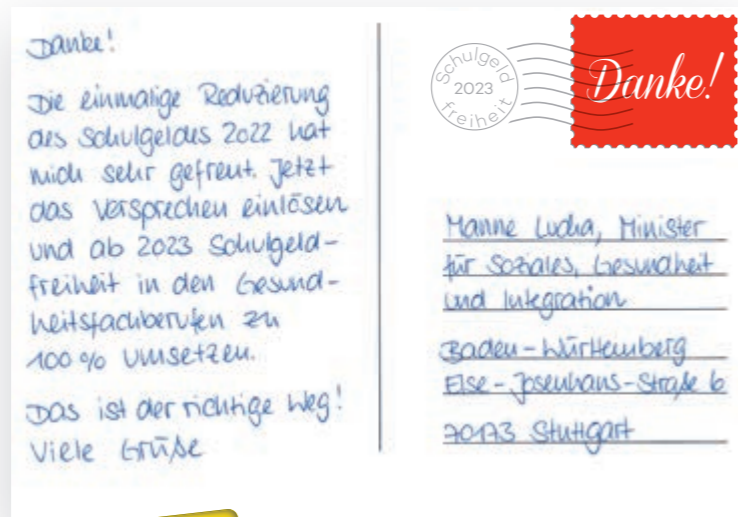 Danke!
Die einmalige Reduzierung
des Schulgeldes 2022 hat
mich sehr gefreut. Jetzt
das Versprechen einlösen
und ab 2023 Schulgeld-
freiheit in den Gesund-
heitsfachberufen zu
100 % umsetzen.
Das ist der richtige Weg!
Viele Grüße
Schulgeld
2023
freiheit
Danke!
Manne Lucha, Minister
für Soziales, Gesundheit
und Integration
Baden-Württemberg
Else-Josenhans-Straße 6
70173 Stuttgart